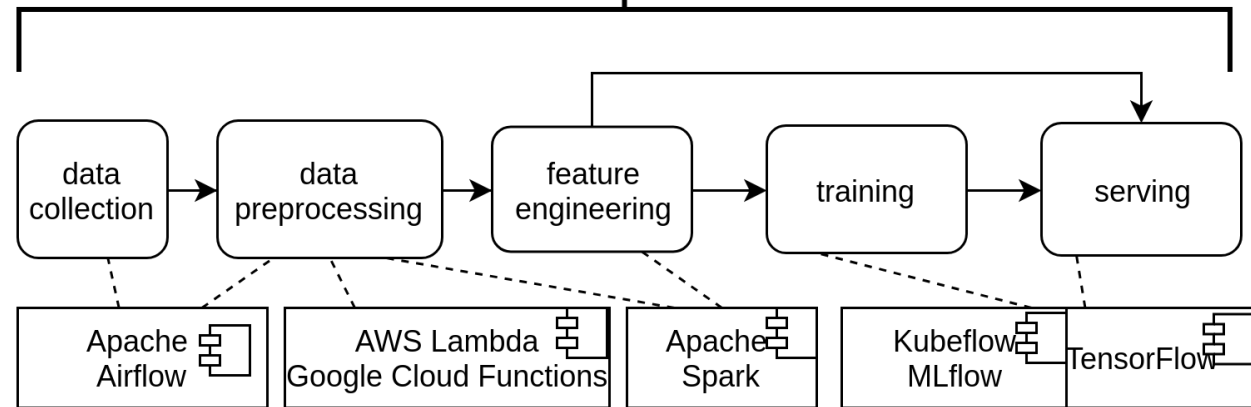 data
collection
data
preprocessing
feature
engineering
training
serving
Apache
Airflow
AWS Lambda
Google Cloud Functions
Apache
Spark
Kubeflow
MLflow
TensorFlow